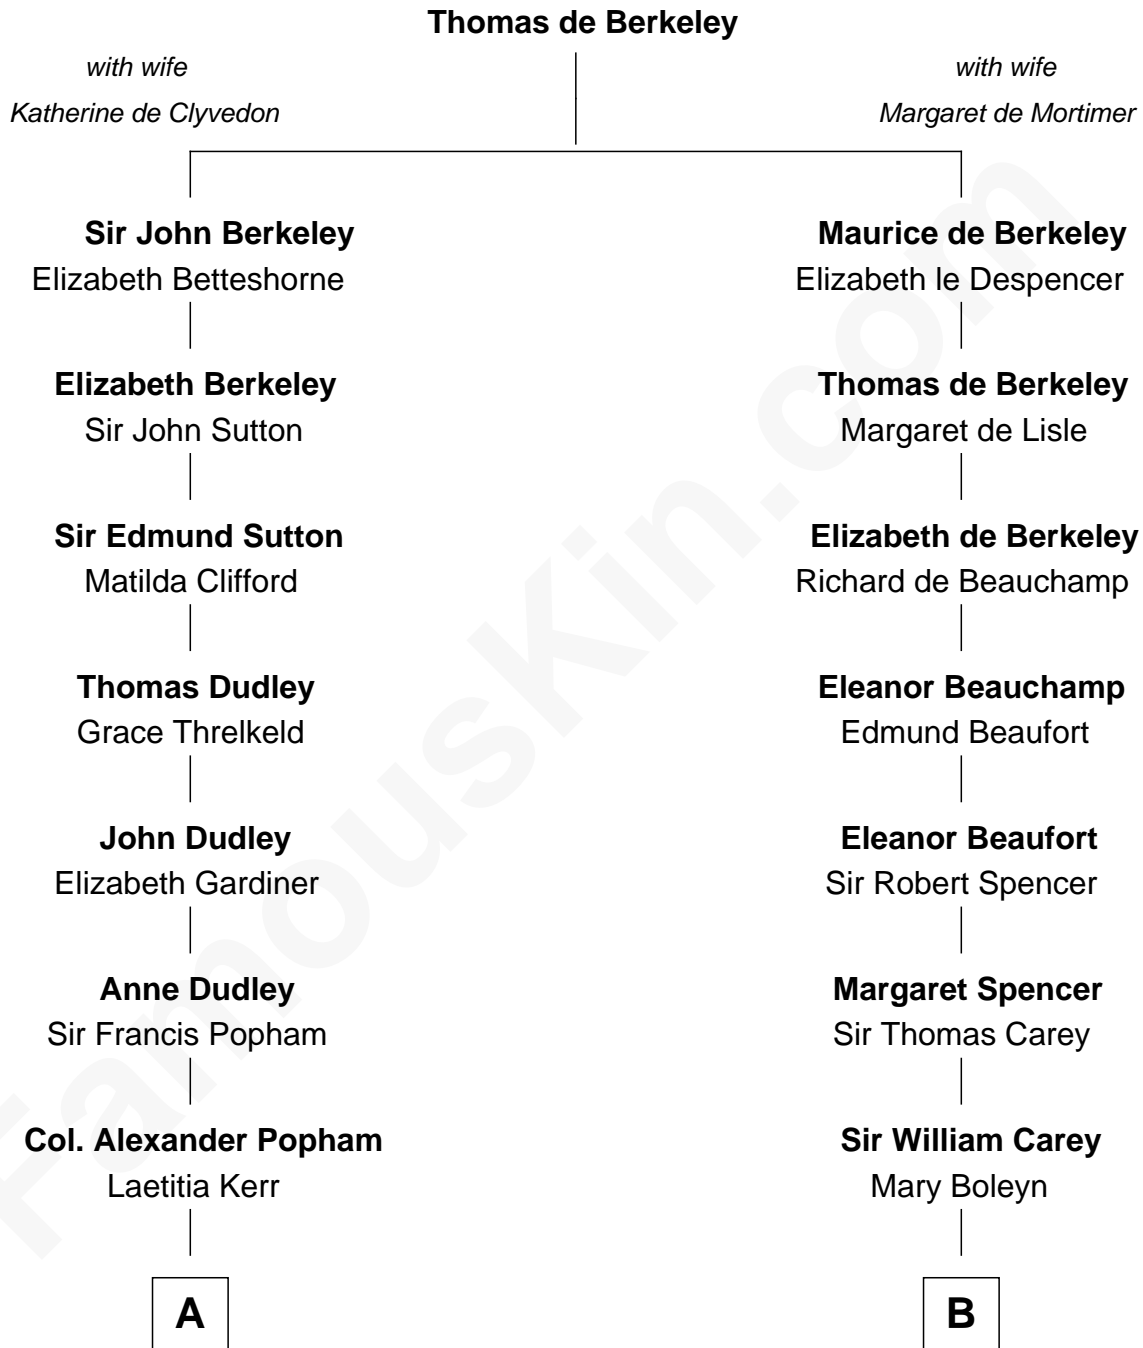 Thomas de Berkeley
with wife
Katherine de Clyvedon
with wife
Margaret de Mortimer
Sir John Berkeley
Elizabeth Betteshorne
Maurice de Berkeley
Elizabeth le Despencer
Elizabeth Berkeley
Sir John Sutton
Thomas de Berkeley
Margaret de Lisle
Sir Edmund Sutton
Matilda Clifford
Elizabeth de Berkeley
Richard de Beauchamp
Thomas Dudley
Grace Threlkeld
Eleanor Beauchamp
Edmund Beaufort
John Dudley
Elizabeth Gardiner
Eleanor Beaufort
Sir Robert Spencer
Anne Dudley
Sir Francis Popham
Margaret Spencer
Sir Thomas Carey
Col. Alexander Popham
Laetitia Kerr
Sir William Carey
Mary Boleyn
A
B
FamousKin.com